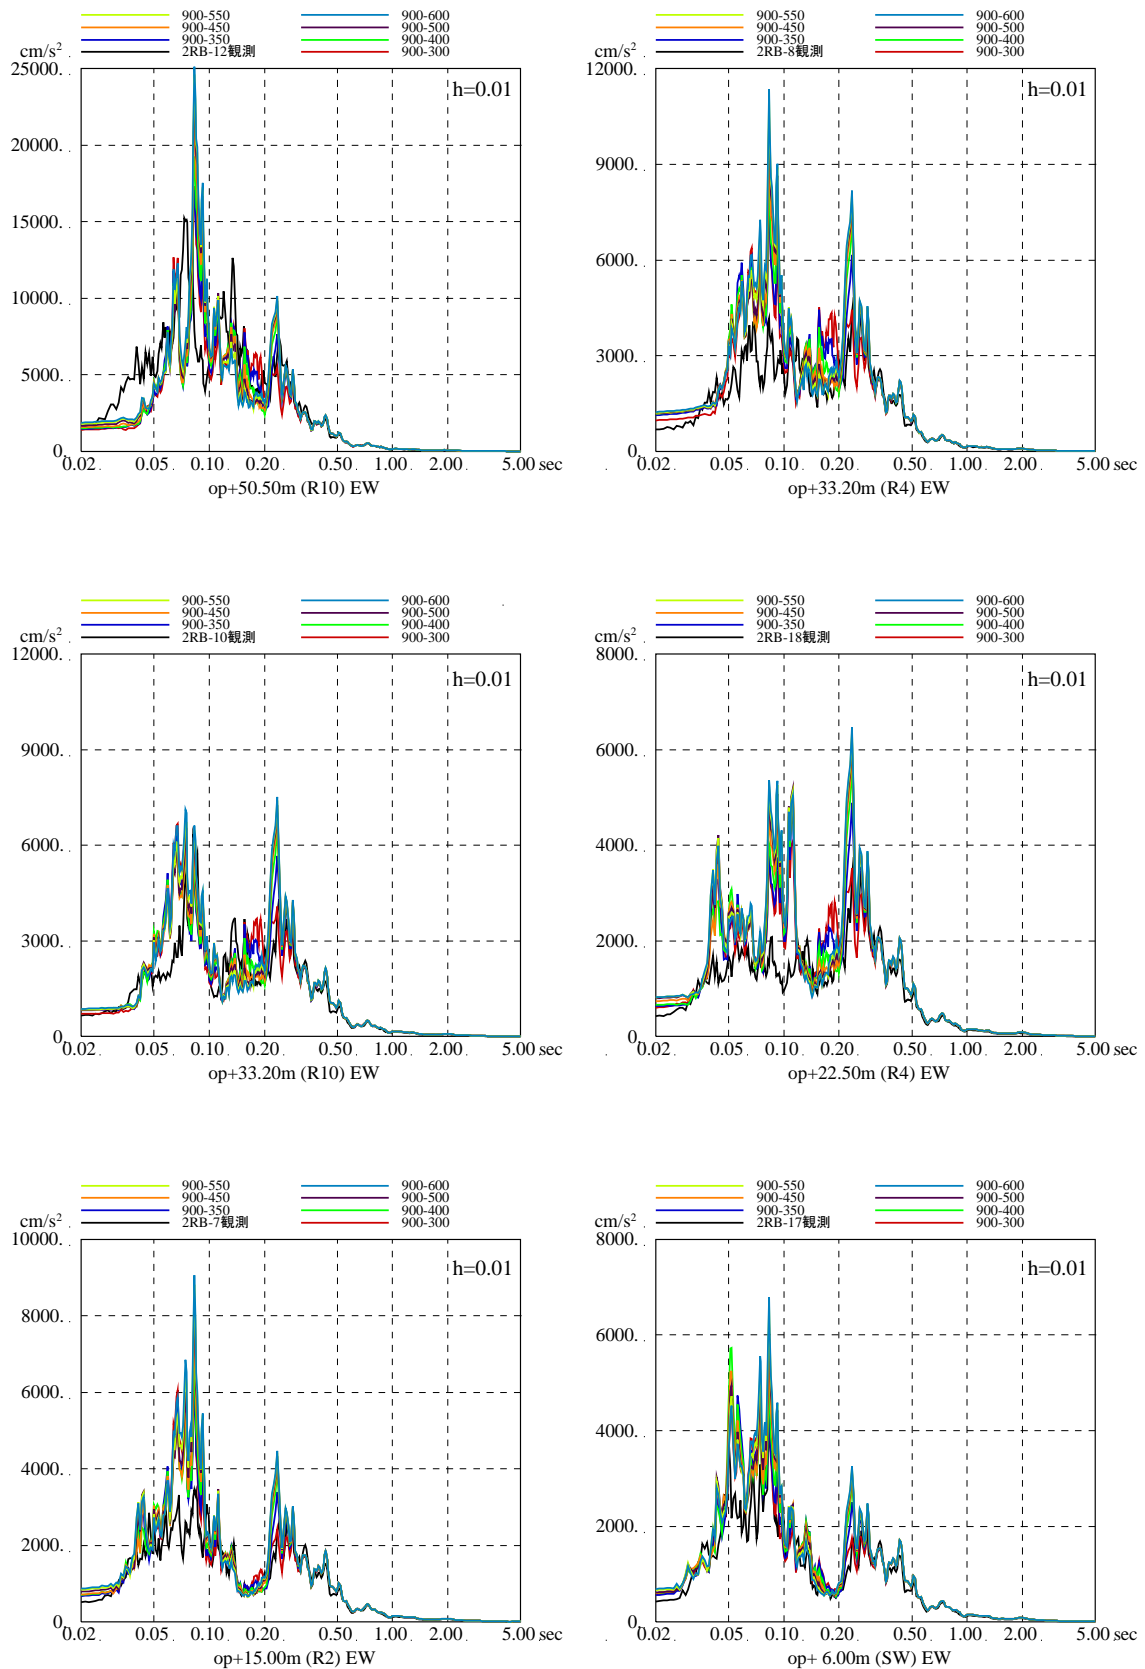 900-550 900-600
900-450 900-500
900-350 900-400
2RB-12観測 900-300
cm/s²
25000.
h=0.01
20000.
15000.
10000.
5000.
0.
0.02 0.05 0.10 0.20 0.50 1.00 2.00 5.00 sec
op+50.50m (R10) EW
900-550 900-600
900-450 900-500
900-350 900-400
2RB-8観測 900-300
cm/s²
12000.
h=0.01
9000.
6000.
3000.
0.
0.02 0.05 0.10 0.20 0.50 1.00 2.00 5.00 sec
op+33.20m (R4) EW
900-550 900-600
900-450 900-500
900-350 900-400
2RB-10観測 900-300
cm/s²
12000.
h=0.01
9000.
6000.
3000.
0.
0.02 0.05 0.10 0.20 0.50 1.00 2.00 5.00 sec
op+33.20m (R10) EW
900-550 900-600
900-450 900-500
900-350 900-400
2RB-18観測 900-300
cm/s²
8000.
h=0.01
6000.
4000.
2000.
0.
0.02 0.05 0.10 0.20 0.50 1.00 2.00 5.00 sec
op+22.50m (R4) EW
900-550 900-600
900-450 900-500
900-350 900-400
2RB-7観測 900-300
cm/s²
10000.
h=0.01
8000.
6000.
4000.
2000.
0.
0.02 0.05 0.10 0.20 0.50 1.00 2.00 5.00 sec
op+15.00m (R2) EW
900-550 900-600
900-450 900-500
900-350 900-400
2RB-17観測 900-300
cm/s²
8000.
h=0.01
6000.
4000.
2000.
0.
0.02 0.05 0.10 0.20 0.50 1.00 2.00 5.00 sec
op+ 6.00m (SW) EW